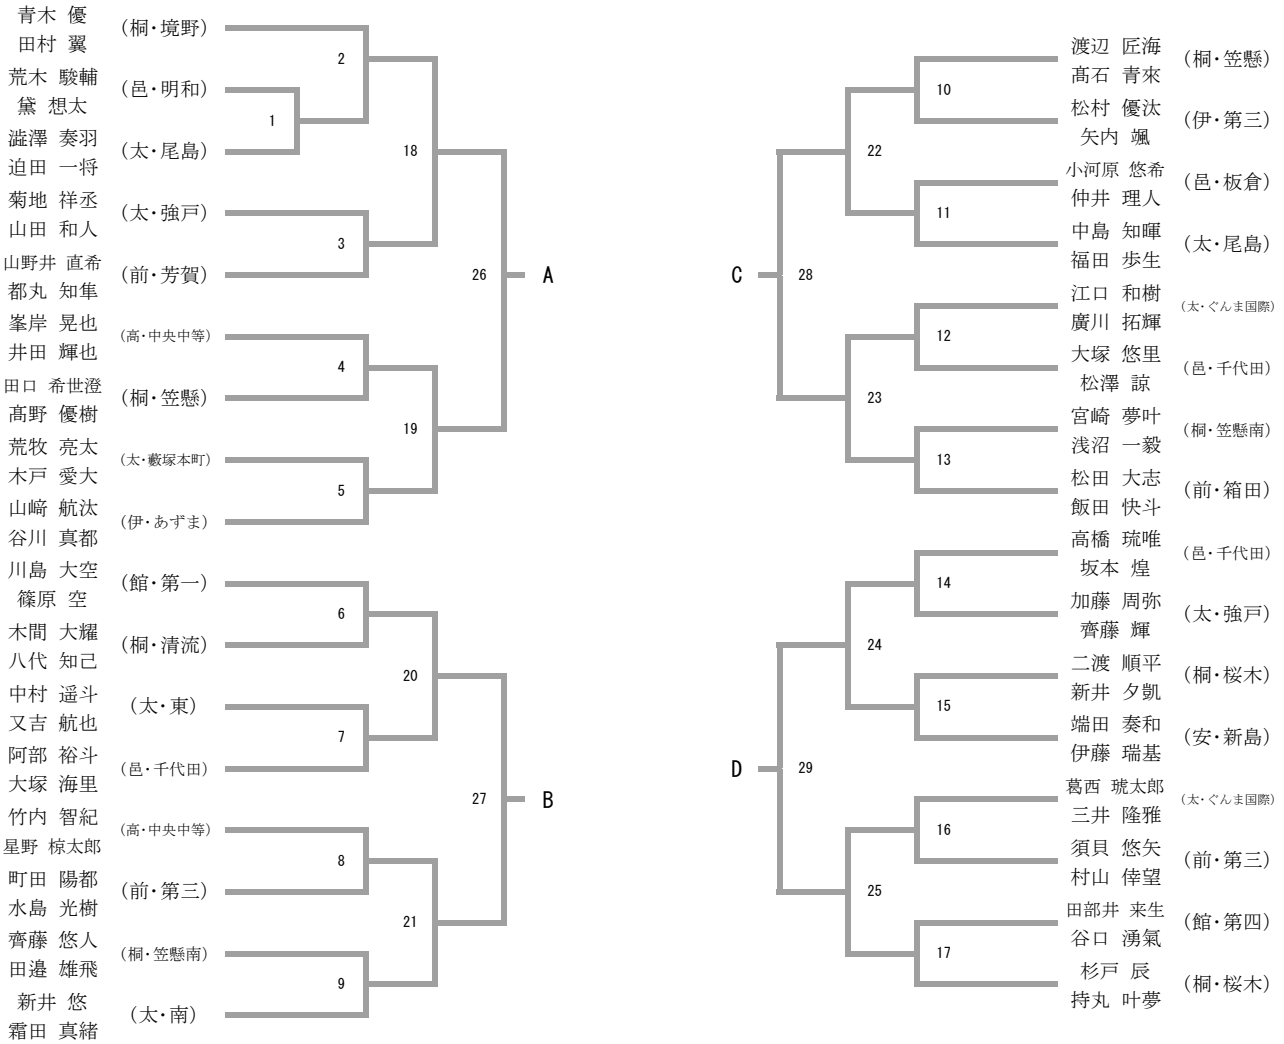 青木 優
田村 翼
(桐・境野)
荒木 駿輔
黛 想太
(邑・明和)
澁澤 奏羽
迫田 一将
(太・尾島)
菊地 祥丞
山田 和人
(太・強戸)
山野井 直希
都丸 知隼
(前・芳賀)
峯岸 晃也
井田 輝也
(高・中央中等)
田口 希世澄
髙野 優樹
(桐・笠懸)
荒牧 亮太
木戸 愛大
(太・藪塚本町)
山﨑 航汰
谷川 真都
(伊・あずま)
川島 大空
篠原 空
(館・第一)
木間 大耀
八代 知己
(桐・清流)
中村 遥斗
又吉 航也
(太・東)
阿部 裕斗
大塚 海里
(邑・千代田)
竹内 智紀
星野 椋太郎
(高・中央中等)
町田 陽都
水島 光樹
(前・第三)
齊藤 悠人
田邉 雄飛
(桐・笠懸南)
新井 悠
霜田 真緒
(太・南)
1
2
3
4
5
6
7
8
9
18
19
20
21
26
27
A
B
C
D
28
29
22
23
24
25
10
11
12
13
14
15
16
17
渡辺 匠海
髙石 青來
(桐・笠懸)
松村 優汰
矢内 颯
(伊・第三)
小河原 悠希
仲井 理人
(邑・板倉)
中島 知暉
福田 歩生
(太・尾島)
江口 和樹
廣川 拓輝
(太・ぐんま国際)
大塚 悠里
松澤 諒
(邑・千代田)
宮崎 夢叶
浅沼 一毅
(桐・笠懸南)
松田 大志
飯田 快斗
(前・箱田)
高橋 琉唯
坂本 煌
(邑・千代田)
加藤 周弥
齊藤 輝
(太・強戸)
二渡 順平
新井 夕凱
(桐・桜木)
端田 奏和
伊藤 瑞基
(安・新島)
葛西 琥太郎
三井 隆雅
(太・ぐんま国際)
須貝 悠矢
村山 倖望
(前・第三)
田部井 来生
谷口 湧氣
(館・第四)
杉戸 辰
持丸 叶夢
(桐・桜木)